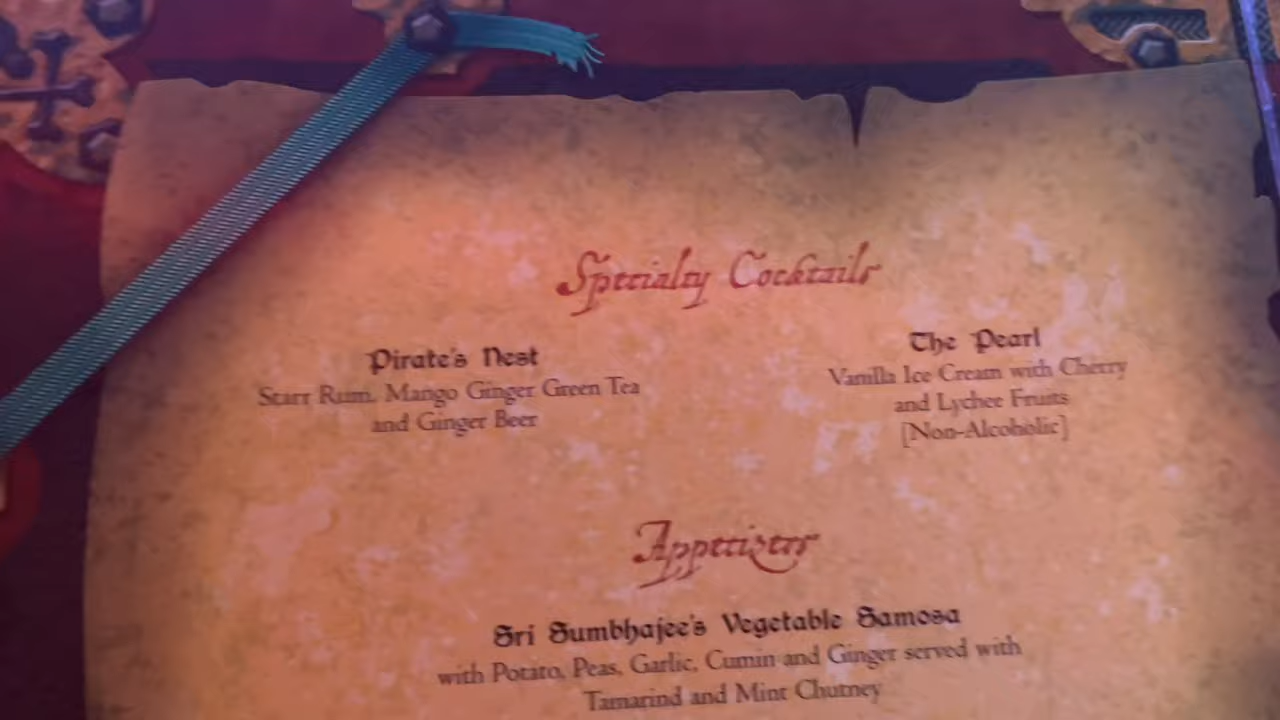 Specialty Cocktails
Pirate's Nest
Starr Rum, Mango Ginger Green Tea
and Ginger Beer
The Pearl
Vanilla Ice Cream with Cherry
and Lychee Fruits
[Non-Alcoholic]
Appetizer
Sri Sumbhajee's Vegetable Samosa
with Potato, Peas, Garlic, Cumin and Ginger served with
Tamarind and Mint Chutney